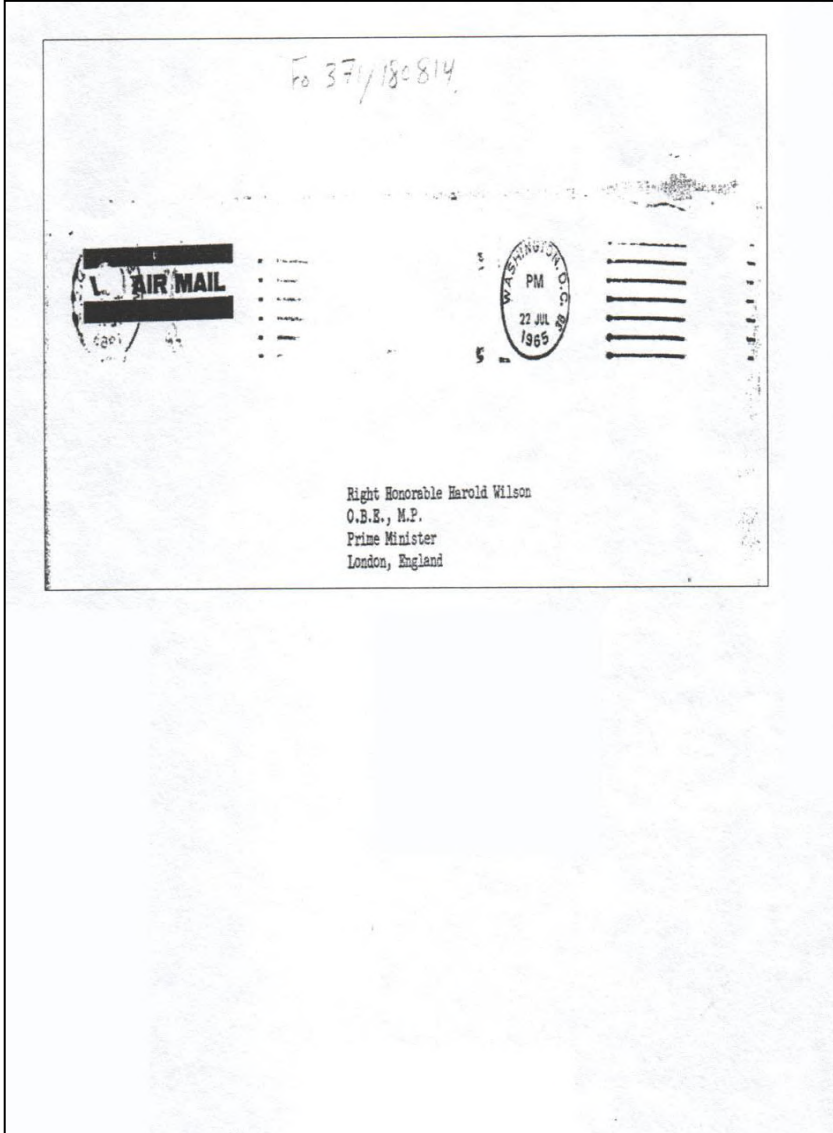 Fo 371/180814
AIR MAIL
WASHINGTON, D.C.
PM
22 JUL
1965
Right Honorable Harold Wilson
O.B.E., M.P.
Prime Minister
London, England